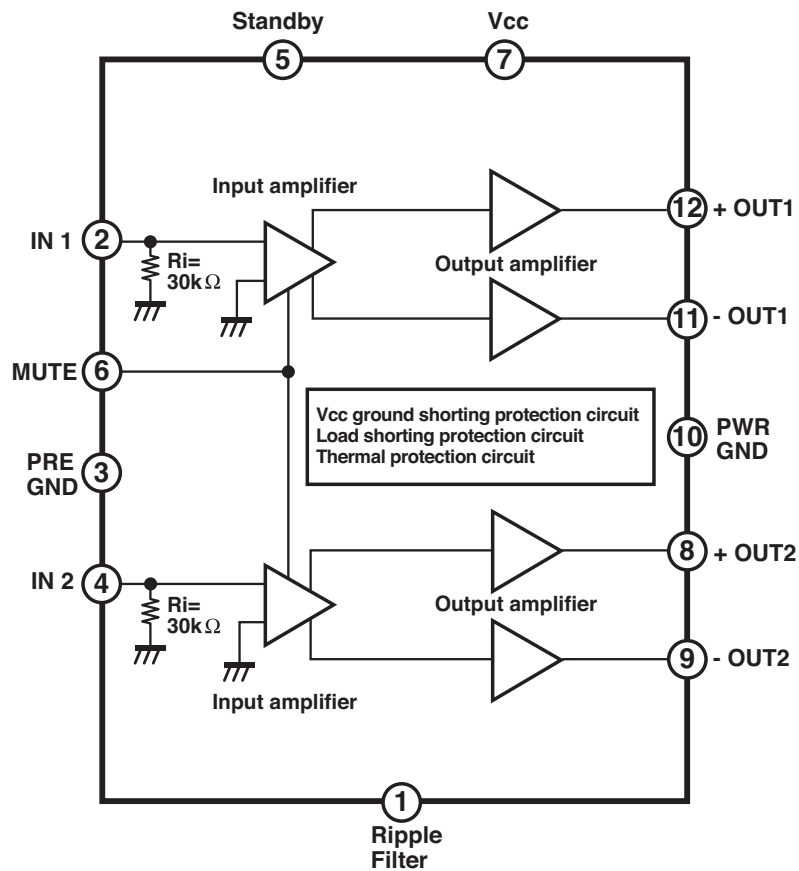 Standby
Vcc
5
7
Input amplifier
12 + OUT1
IN 1 2
Ri=
30kΩ
Output amplifier
11 - OUT1
MUTE 6
Vcc ground shorting protection circuit
Load shorting protection circuit
Thermal protection circuit
10 PWR
GND
PRE
GND 3
8 + OUT2
IN 2 4
Ri=
30kΩ
Output amplifier
9 - OUT2
Input amplifier
1
Ripple
Filter